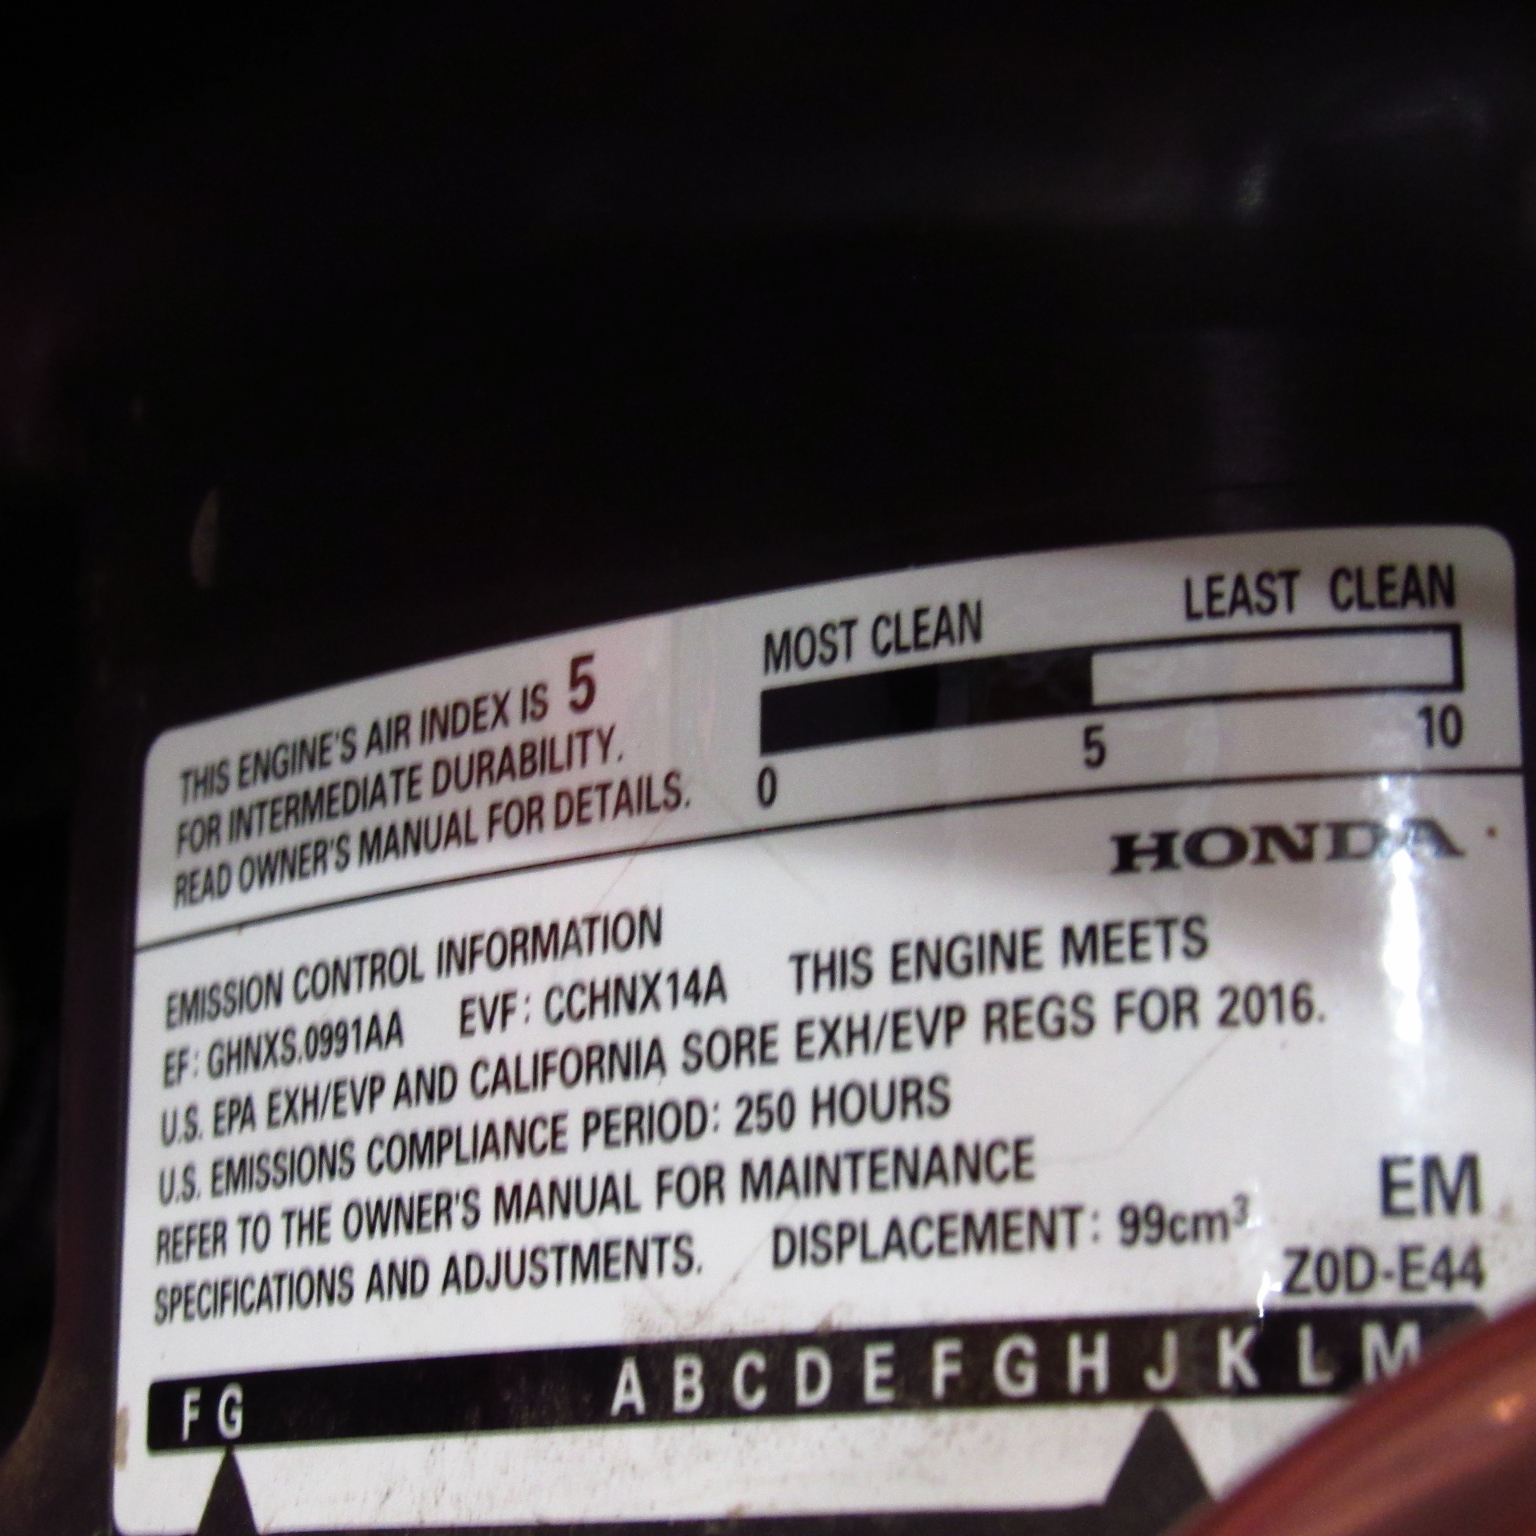 MOST CLEAN LEAST CLEAN
THIS ENGINE'S AIR INDEX IS 5
FOR INTERMEDIATE DURABILITY.
READ OWNER'S MANUAL FOR DETAILS.
0 5 10
HONDA
EMISSION CONTROL INFORMATION
EF: GHNXS.0991AA EVF: CCHNX14A THIS ENGINE MEETS
U.S. EPA EXH/EVP AND CALIFORNIA SORE EXH/EVP REGS FOR 2016.
U.S. EMISSIONS COMPLIANCE PERIOD: 250 HOURS
REFER TO THE OWNER'S MANUAL FOR MAINTENANCE
SPECIFICATIONS AND ADJUSTMENTS. DISPLACEMENT: 99cm³
EM
Z0D-E44
F G A B C D E F G H J K L M